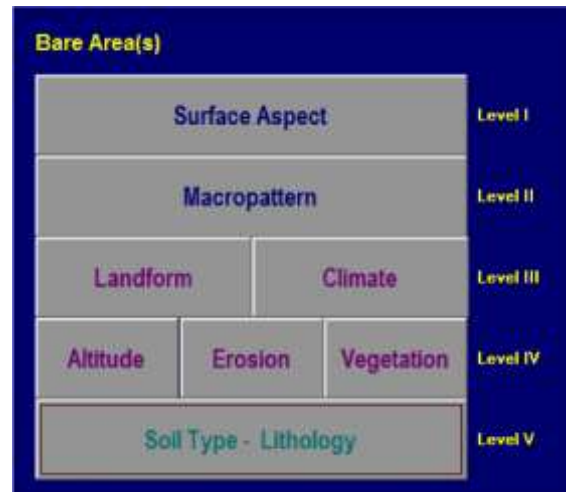 Bare Area(s)
Surface Aspect Level I
Macropattern Level II
Landform Climate Level III
Altitude Erosion Vegetation Level IV
Soil Type - Lithology Level V